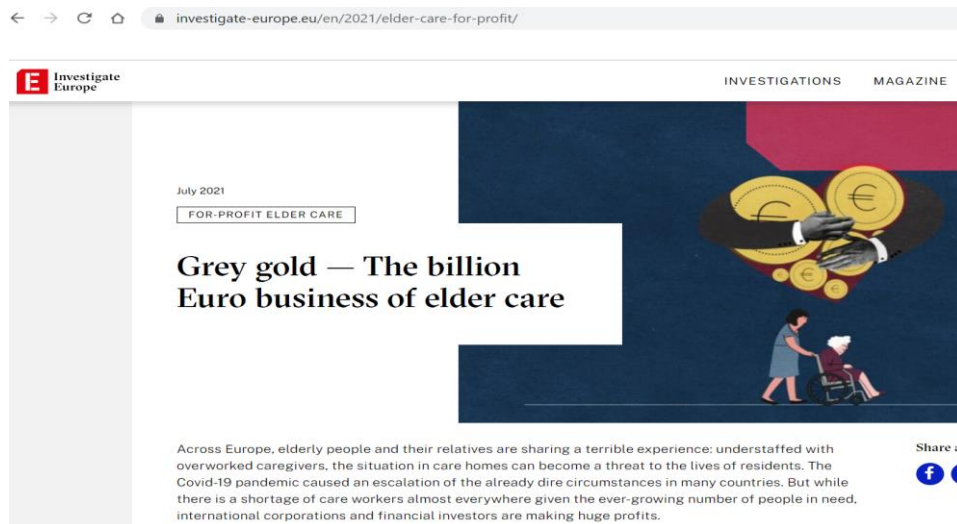 investigate-europe.eu/en/2021/elder-care-for-profit/
Investigate
Europe
INVESTIGATIONS MAGAZINE
July 2021
FOR-PROFIT ELDER CARE
Grey gold — The billion
Euro business of elder care
Across Europe, elderly people and their relatives are sharing a terrible experience: understaffed with
overworked caregivers, the situation in care homes can become a threat to the lives of residents. The
Covid-19 pandemic caused an escalation of the already dire circumstances in many countries. But while
there is a shortage of care workers almost everywhere given the ever-growing number of people in need,
international corporations and financial investors are making huge profits.
Share